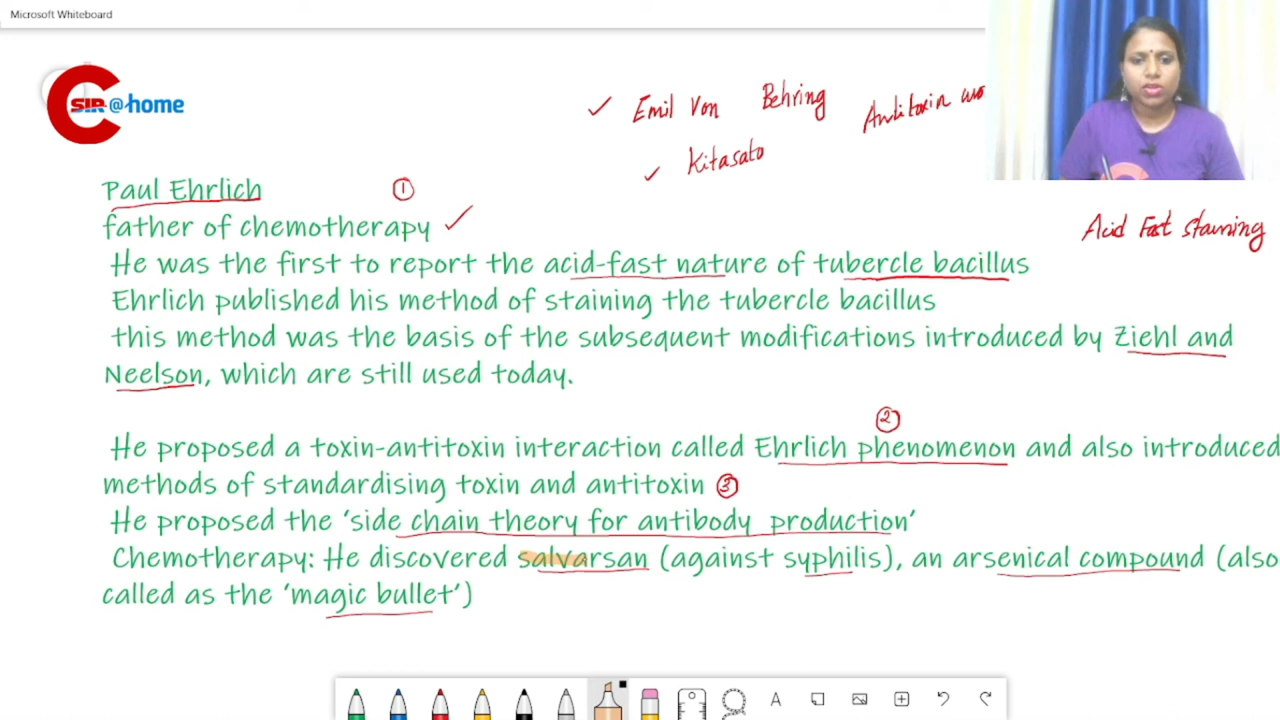 Microsoft Whiteboard
CSIR@home
Emil Von Behring Antitoxin
Kitasato
Paul Ehrlich 1
father of chemotherapy
Acid Fast staining
He was the first to report the acid-fast nature of tubercle bacillus
Ehrlich published his method of staining the tubercle bacillus
this method was the basis of the subsequent modifications introduced by Ziehl and
Neelson, which are still used today.
2
He proposed a toxin-antitoxin interaction called Ehrlich phenomenon and also introduced
methods of standardising toxin and antitoxin 3
He proposed the ‘side chain theory for antibody production’
Chemotherapy: He discovered salvarsan (against syphilis), an arsenical compound (also
called as the ‘magic bullet’)
A